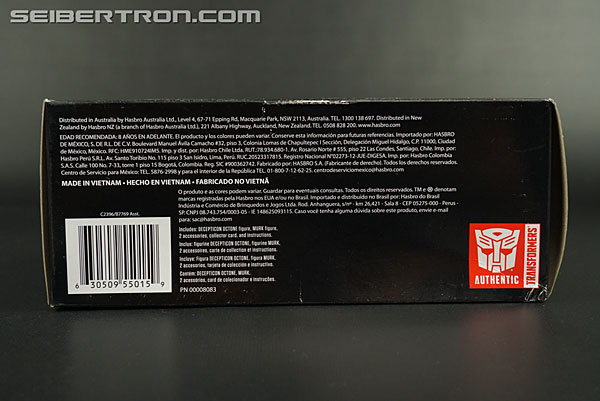 SEIBERTRON.COM
Distributed in Australia by Hasbro Australia Ltd., Level 4, 67-71 Epping Rd, Macquarie Park, NSW 2113, Australia. TEL. 1300 138 697. Distributed in New
Zealand by Hasbro NZ (a branch of Hasbro Australia Ltd.), 221 Albany Highway, Auckland, New Zealand. TEL. 0508 828 200. www.hasbro.com.
EDAD RECOMENDADA: 8 AÑOS EN ADELANTE. El producto y los colores pueden variar. Conserve esta información para futuras referencias. Importado por: HASBRO
DE MÉXICO, S. DE R.L. DE C.V. Boulevard Manuel Ávila Camacho #32, piso 3, Colonia Lomas de Chapultepec I Sección, Delegación Miguel Hidalgo, C.P. 11000, Ciudad
de México, México. RFC: HME910724IM5. Imp. y dist. por: Hasbro Chile Ltd., RUT.:78.934.680-1. Av. Rosario Norte # 555, piso 22 Las Condes, Santiago, Chile. Imp. por:
Hasbro Perú S.R.L., Av. Santo Toribio No. 115 piso 3 San Isidro, Lima, Peru. RUC.20523317815. Registro Nacional N°02273-12-JUE-DIGESA. Imp. por: Hasbro Colombia
S.A.S. Calle 100 No. 7-33, torre 1 piso 15 Bogotá, Colombia. Rep. SIC #900362742. Fabricado por: HASBRO S.A. (Fabricante de derecho). Todos los derechos reservados.
Centro de Servicio para México: TEL. 5876-2998 y para el interior de la República TEL. 01-800-7-12-62-25. centrodeserviciomexico@hasbro.com.
MADE IN VIETNAM • HECHO EN VIETNAM • FABRICADO NO VIETNÃ
O produto e as cores podem variar. Guardar para eventuais consultas. Todos os direitos reservados. TM e ® denotam
marcas registradas pela Hasbro nos EUA e/ou no Brasil. Importado e distribuído no Brasil por: Hasbro do Brasil
Indústria e Comércio de Brinquedos e Jogos Ltda. Rod. Anhanguera, s/nº - km 26,421 - Sala 8 - CEP 05275-000 - Perus -
SP. CNPJ 08.743.754/0003-05 - IE 148625093115. Caso você tenha alguma dúvida sobre este produto, envie e-mail
para: sac@hasbro.com.
C2396/B7769 Asst.
6 30509 55015 9
Includes: DECEPTICON OCTONE figure, MURK figure,
2 accessories, collector card, and instructions.
Inclus: figurine DECEPTICON OCTONE, figurine MURK,
2 accessoires, carte de collection et instructions.
Incluye: Figura DECEPTICON OCTONE, figura MURK,
2 accesorios, tarjeta de colección e instructivo.
Contém: DECEPTICON OCTONE, MURK,
2 acessórios, card de colecionador e instruções.
PN 00008083
AUTHENTIC
TRANSFORMERS